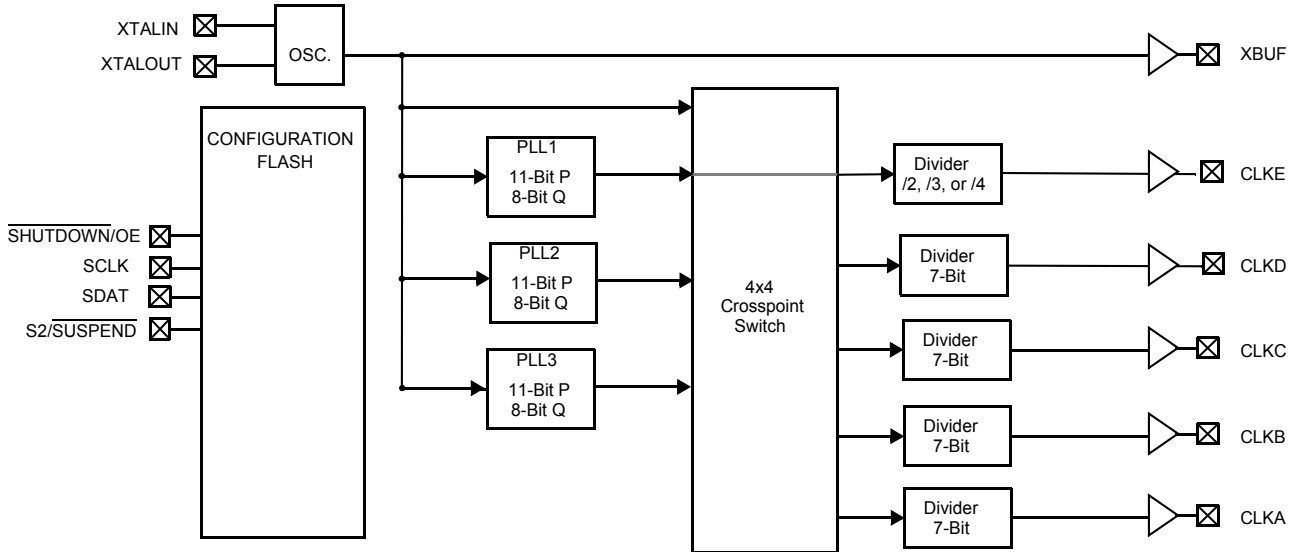 XTALIN
XTALOUT
OSC.
XBUF
CONFIGURATION
FLASH
PLL1
11-Bit P
8-Bit Q
Divider
/2, /3, or /4
CLKE
SHUTDOWN/OE
SCLK
SDAT
S2/SUSPEND
PLL2
11-Bit P
8-Bit Q
4x4
Crosspoint
Switch
Divider
7-Bit
CLKD
PLL3
11-Bit P
8-Bit Q
Divider
7-Bit
CLKC
Divider
7-Bit
CLKB
Divider
7-Bit
CLKA